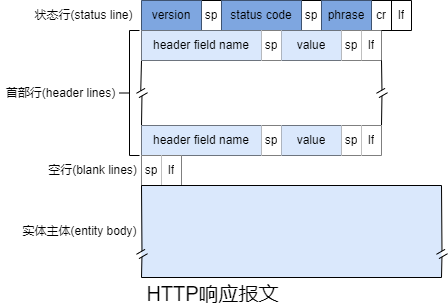 状态行(status line) version sp status code sp phrase cr lf
header field name sp value sp lf
首部行(header lines)
header field name sp value sp lf
空行(blank lines) sp lf
实体主体(entity body)
HTTP响应报文